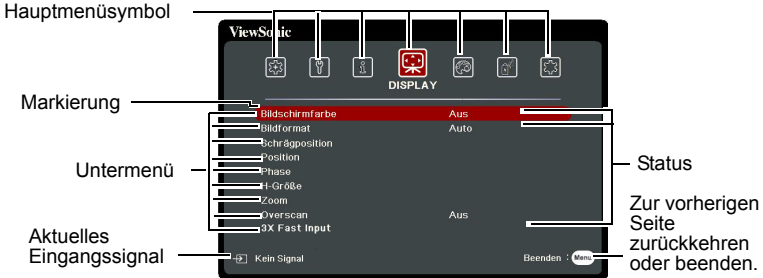 Hauptmenüsymbol
ViewSonic
DISPLAY
Markierung
Bildschirmfarbe Aus
Bildformat Auto
Schrägposition
Position
Phase
H-Größe
Zoom
Overscan Aus
3X Fast Input
Untermenü
Status
Aktuelles
Eingangssignal
Kein Signal
Beenden : Menu
Zur vorherigen
Seite
zurückkehren
oder beenden.